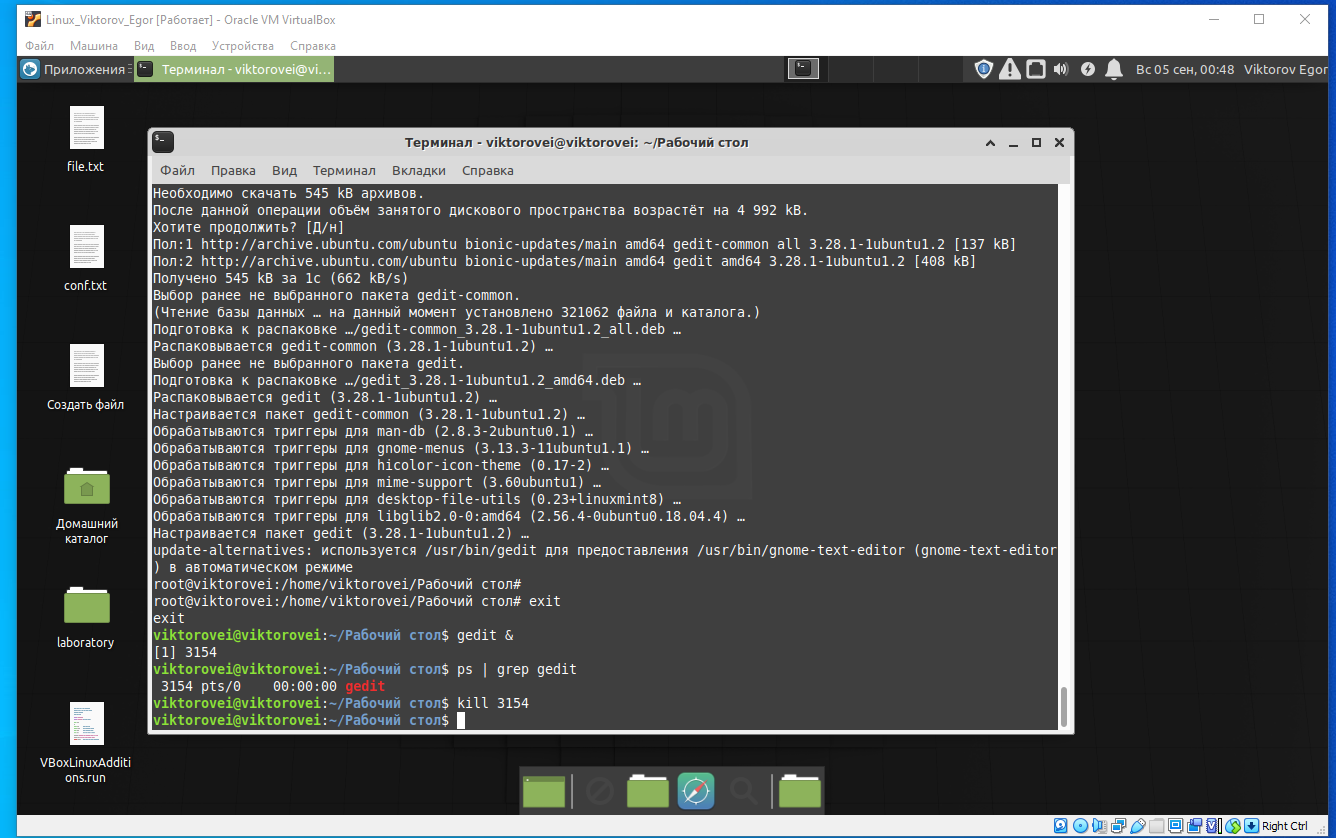 Linux_Viktorov_Egor [Работает] - Oracle VM VirtualBox
Файл Машина Вид Ввод Устройства Справка
Приложения Терминал - viktorovei@vi... Вс 05 сен, 00:48 Viktorov Egor
file.txt
conf.txt
Создать файл
Домашний
каталог
laboratory
VBoxLinuxAdditi
ons.run
Терминал - viktorovei@viktorovei: ~/Рабочий стол
Файл Правка Вид Терминал Вкладки Справка
Необходимо скачать 545 kB архивов.
После данной операции объём занятого дискового пространства возрастёт на 4 992 kB.
Хотите продолжить? [Д/н]
Пол:1 http://archive.ubuntu.com/ubuntu bionic-updates/main amd64 gedit-common all 3.28.1-1ubuntu1.2 [137 kB]
Пол:2 http://archive.ubuntu.com/ubuntu bionic-updates/main amd64 gedit amd64 3.28.1-1ubuntu1.2 [408 kB]
Получено 545 kB за 1с (662 kB/s)
Выбор ранее не выбранного пакета gedit-common.
(Чтение базы данных … на данный момент установлено 321062 файла и каталога.)
Подготовка к распаковке …/gedit-common_3.28.1-1ubuntu1.2_all.deb …
Распаковывается gedit-common (3.28.1-1ubuntu1.2) …
Выбор ранее не выбранного пакета gedit.
Подготовка к распаковке …/gedit_3.28.1-1ubuntu1.2_amd64.deb …
Распаковывается gedit (3.28.1-1ubuntu1.2) …
Настраивается пакет gedit-common (3.28.1-1ubuntu1.2) …
Обрабатываются триггеры для man-db (2.8.3-2ubuntu0.1) …
Обрабатываются триггеры для gnome-menus (3.13.3-11ubuntu1.1) …
Обрабатываются триггеры для hicolor-icon-theme (0.17-2) …
Обрабатываются триггеры для mime-support (3.60ubuntu1) …
Обрабатываются триггеры для desktop-file-utils (0.23+linuxmint8) …
Обрабатываются триггеры для libglib2.0-0:amd64 (2.56.4-0ubuntu0.18.04.4) …
Настраивается пакет gedit (3.28.1-1ubuntu1.2) …
update-alternatives: используется /usr/bin/gedit для предоставления /usr/bin/gnome-text-editor (gnome-text-editor
) в автоматическом режиме
root@viktorovei:/home/viktorovei/Рабочий стол#
root@viktorovei:/home/viktorovei/Рабочий стол# exit
exit
viktorovei@viktorovei:~/Рабочий стол$ gedit &
[1] 3154
viktorovei@viktorovei:~/Рабочий стол$ ps | grep gedit
3154 pts/0 00:00:00 gedit
viktorovei@viktorovei:~/Рабочий стол$ kill 3154
viktorovei@viktorovei:~/Рабочий стол$
Right Ctrl